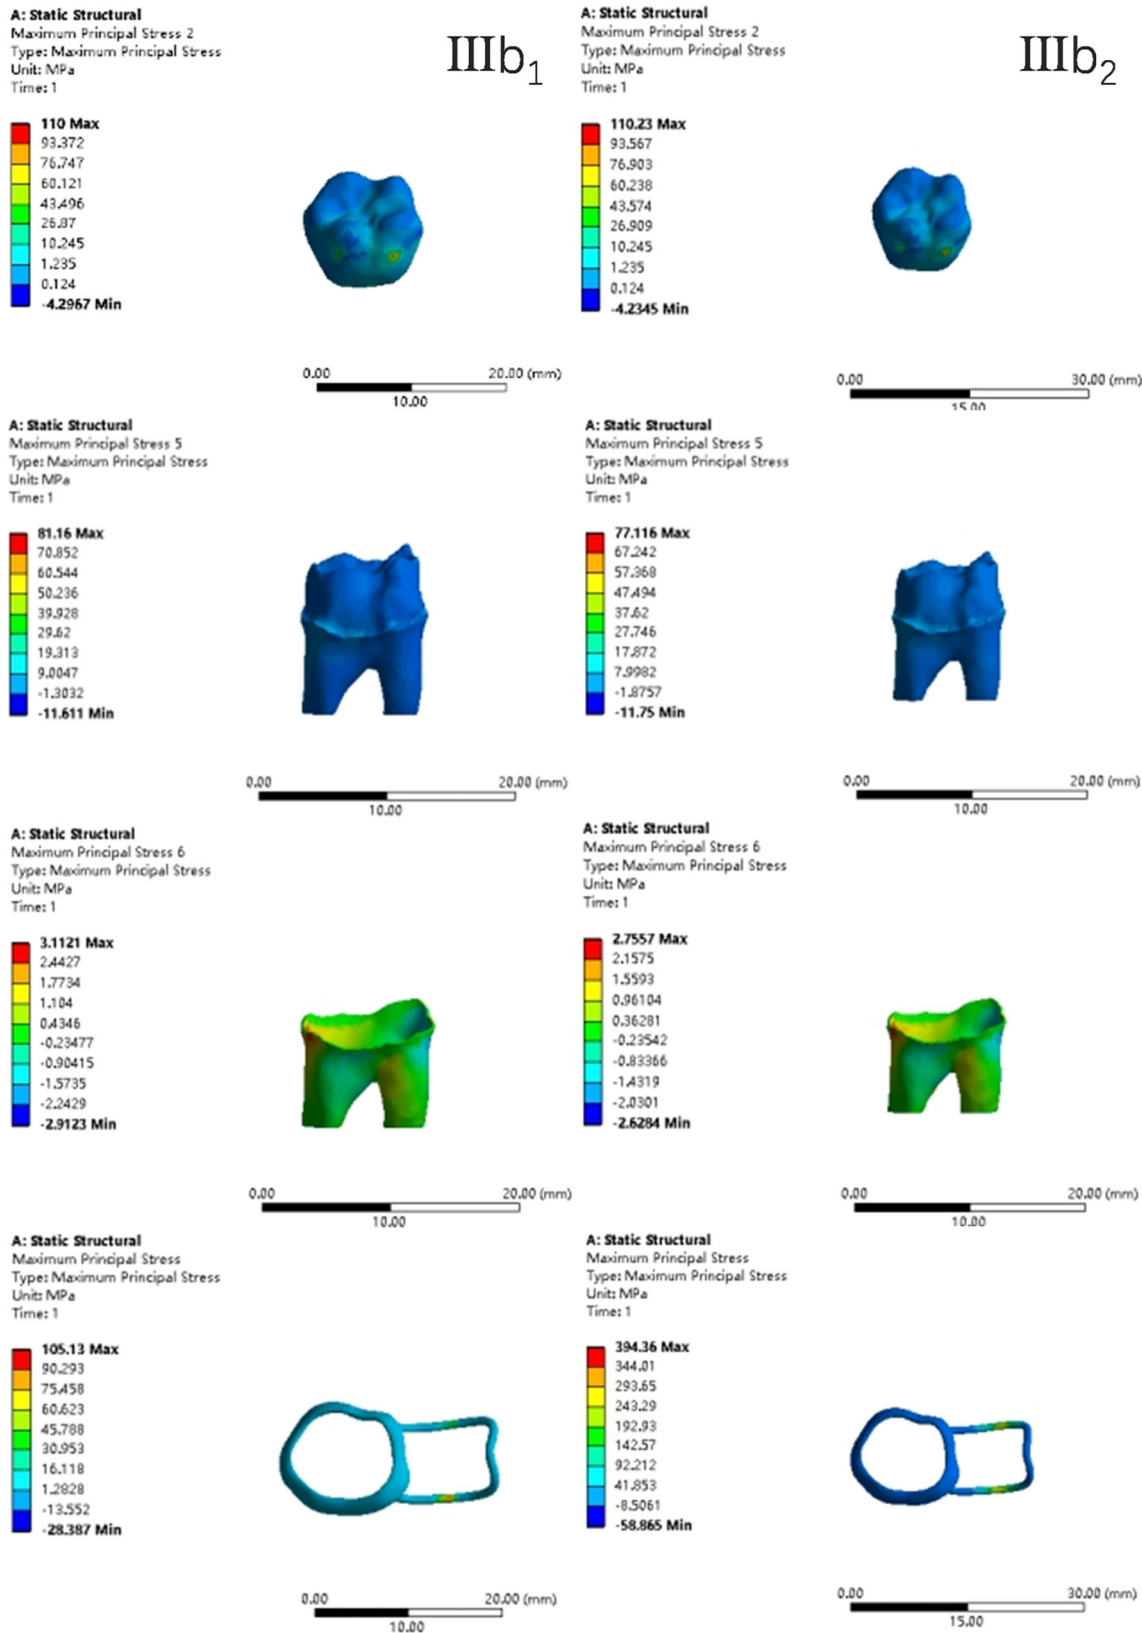 A: Static Structural
Maximum Principal Stress 2
Type: Maximum Principal Stress
Unit: MPa
Time: 1
IIIb1
110 Max
93.372
76.747
60.121
43.496
26.87
10.245
1.235
0.124
-4.2967 Min
0.00
20.00 (mm)
10.00
A: Static Structural
Maximum Principal Stress 2
Type: Maximum Principal Stress
Unit: MPa
Time: 1
IIIb2
110.23 Max
93.567
76.903
60.238
43.574
26.909
10.245
1.235
0.124
-4.2345 Min
0.00
30.00 (mm)
15.00
A: Static Structural
Maximum Principal Stress 5
Type: Maximum Principal Stress
Unit: MPa
Time: 1
81.16 Max
70.852
60.544
50.236
39.928
29.62
19.313
9.0047
-1.3032
-11.611 Min
0.00
20.00 (mm)
10.00
A: Static Structural
Maximum Principal Stress 5
Type: Maximum Principal Stress
Unit: MPa
Time: 1
77.116 Max
67.242
57.368
47.494
37.62
27.746
17.872
7.9982
-1.8757
-11.75 Min
0.00
20.00 (mm)
10.00
A: Static Structural
Maximum Principal Stress 6
Type: Maximum Principal Stress
Unit: MPa
Time: 1
3.1121 Max
2.4427
1.7734
1.104
0.4346
-0.23477
-0.90415
-1.5735
-2.2429
-2.9123 Min
0.00
20.00 (mm)
10.00
A: Static Structural
Maximum Principal Stress 6
Type: Maximum Principal Stress
Unit: MPa
Time: 1
2.7557 Max
2.1575
1.5593
0.96104
0.36281
-0.23542
-0.83366
-1.4319
-2.0301
-2.6284 Min
0.00
20.00 (mm)
10.00
A: Static Structural
Maximum Principal Stress
Type: Maximum Principal Stress
Unit: MPa
Time: 1
105.13 Max
90.293
75.458
60.623
45.788
30.953
16.118
1.2828
-13.552
-28.387 Min
0.00
20.00 (mm)
10.00
A: Static Structural
Maximum Principal Stress
Type: Maximum Principal Stress
Unit: MPa
Time: 1
394.36 Max
344.01
293.65
243.29
192.93
142.57
92.212
41.853
-8.5061
-58.865 Min
0.00
30.00 (mm)
15.00